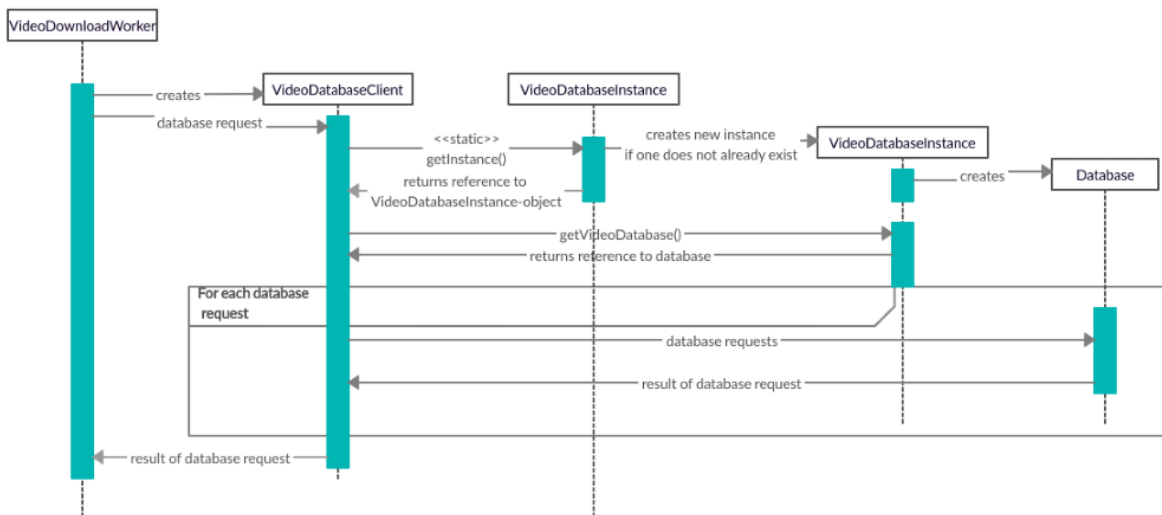 VideoDownloadWorker
VideoDatabaseClient
VideoDatabaseInstance
creates
database request
<<static>>
getInstance()
creates new instance
if one does not already exist
VideoDatabaseInstance
creates
Database
returns reference to
VideoDatabaseInstance-object
getVideoDatabase()
returns reference to database
For each database
request
database requests
result of database request
result of database request